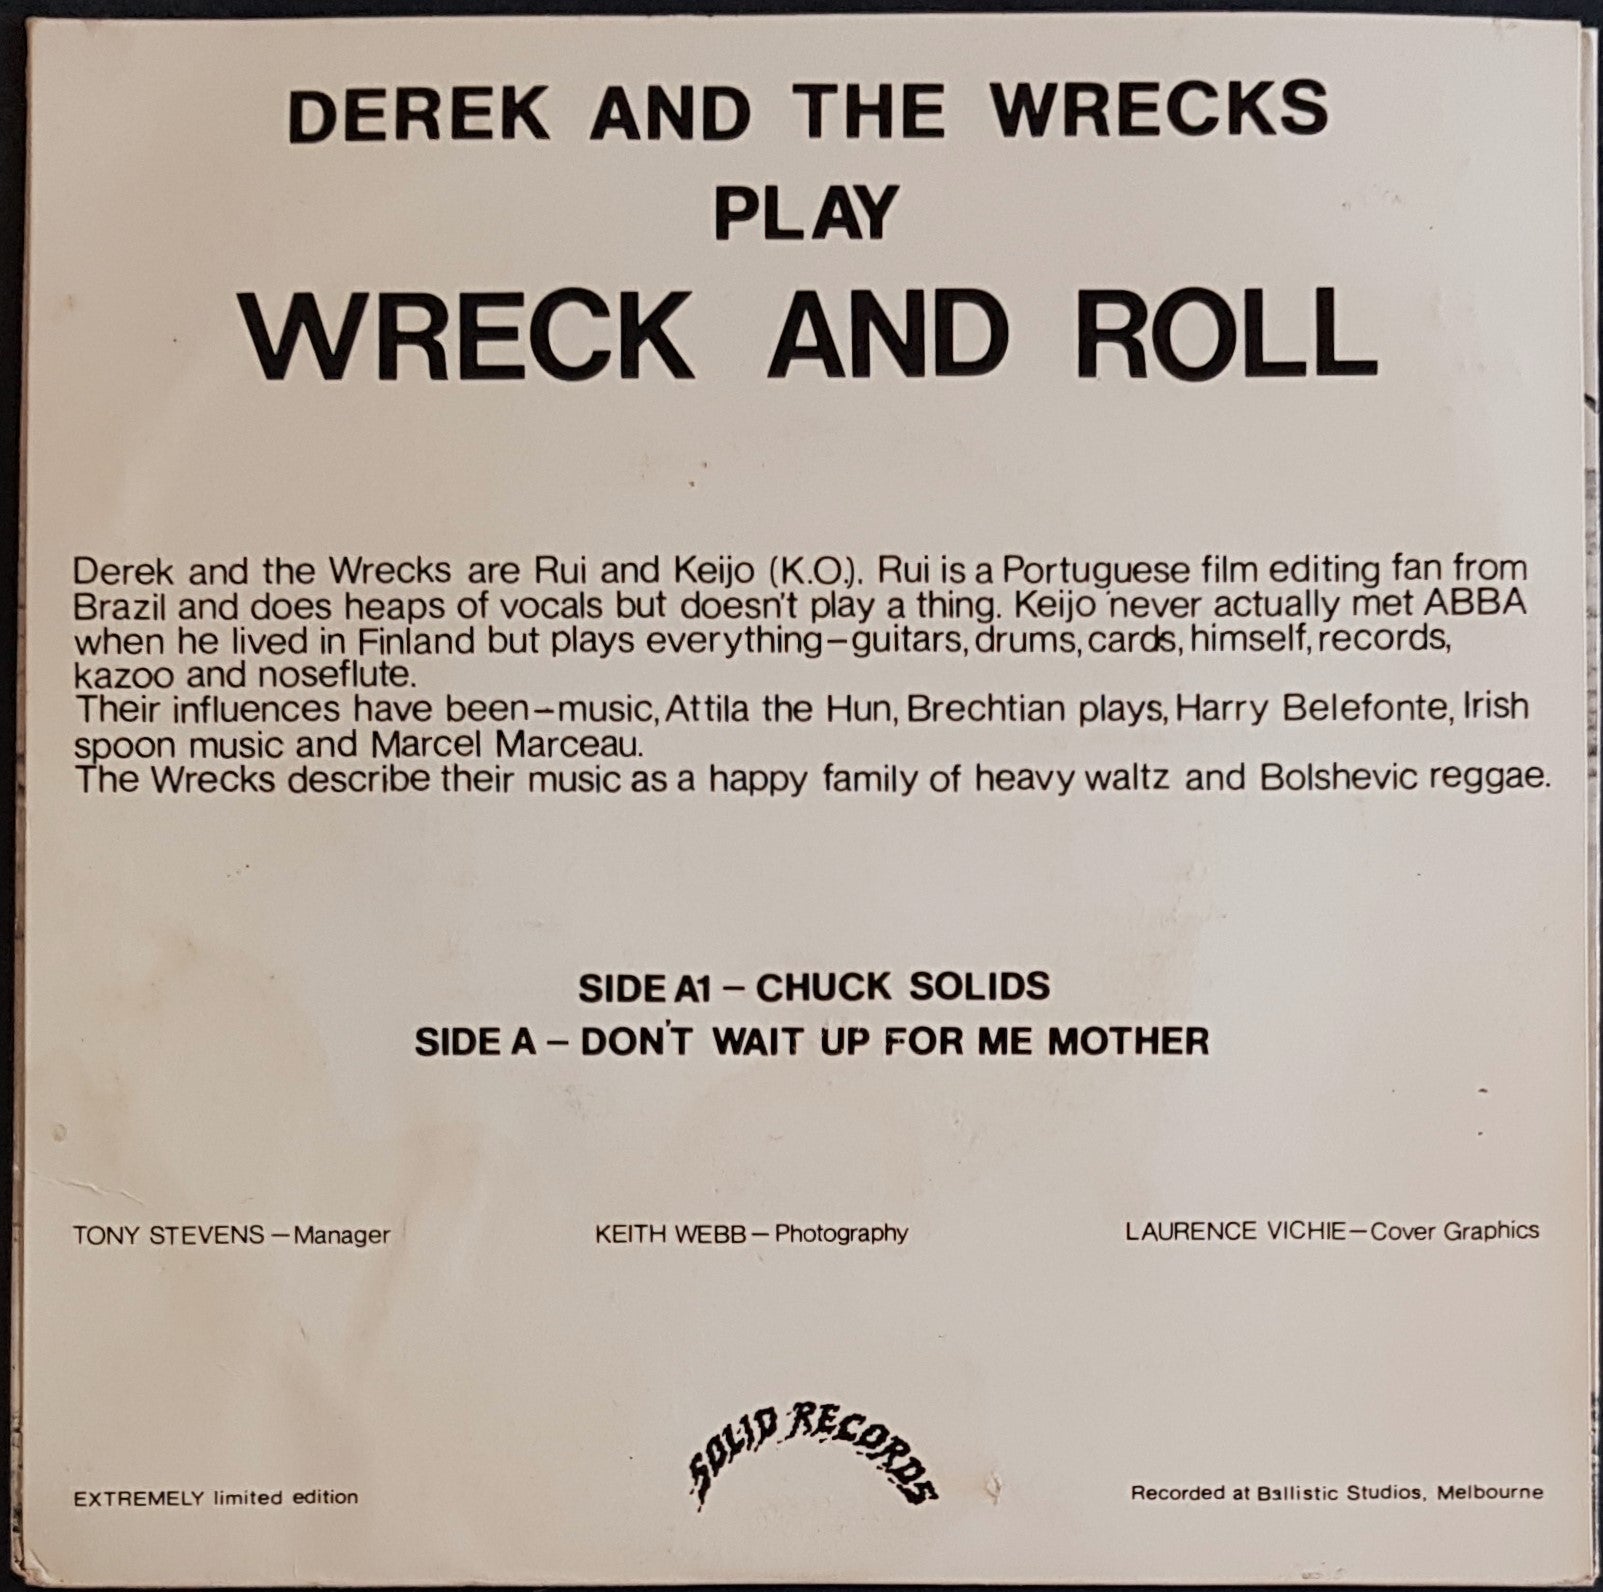 DEREK AND THE WRECKS
PLAY
WRECK AND ROLL
Derek and the Wrecks are Rui and Keijo (K.O.). Rui is a Portuguese film editing fan from
Brazil and does heaps of vocals but doesn't play a thing. Keijo never actually met ABBA
when he lived in Finland but plays everything–guitars, drums, cards, himself, records,
kazoo and noseflute.
Their influences have been–music, Attila the Hun, Brechtian plays, Harry Belefonte, Irish
spoon music and Marcel Marceau.
The Wrecks describe their music as a happy family of heavy waltz and Bolshevic reggae.
SIDE A1 – CHUCK SOLIDS
SIDE A – DON'T WAIT UP FOR ME MOTHER
TONY STEVENS – Manager
KEITH WEBB – Photography
LAURENCE VICHIE – Cover Graphics
SOLID RECORDS
EXTREMELY limited edition
Recorded at Ballistic Studios, Melbourne